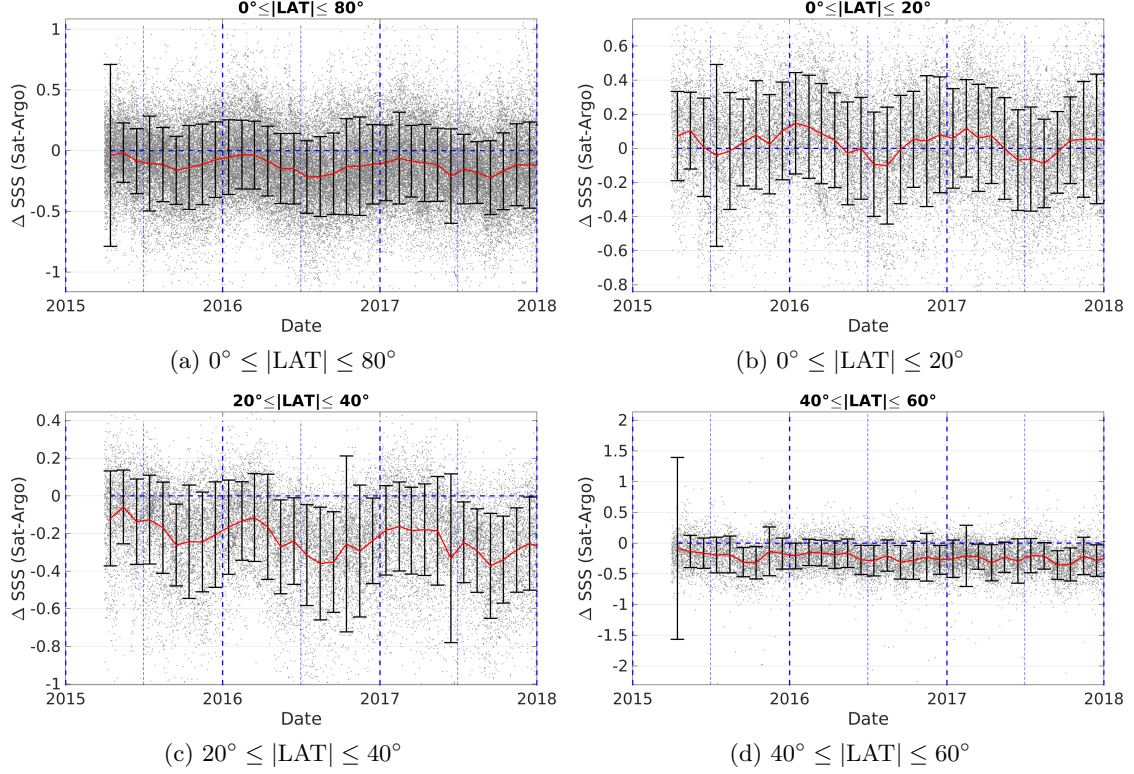 0°≤|LAT|≤ 80°
Δ SSS (Sat-Argo)
1
0.5
0
-0.5
-1
2015
2016
2017
2018
Date
(a) 0° ≤ |LAT| ≤ 80°
0°≤|LAT|≤ 20°
Δ SSS (Sat-Argo)
0.6
0.4
0.2
0
-0.2
-0.4
-0.6
-0.8
2015
2016
2017
2018
Date
(b) 0° ≤ |LAT| ≤ 20°
20°≤|LAT|≤ 40°
Δ SSS (Sat-Argo)
0.4
0.2
0
-0.2
-0.4
-0.6
-0.8
-1
2015
2016
2017
2018
Date
(c) 20° ≤ |LAT| ≤ 40°
40°≤|LAT|≤ 60°
Δ SSS (Sat-Argo)
2
1.5
1
0.5
0
-0.5
-1
-1.5
-2
2015
2016
2017
2018
Date
(d) 40° ≤ |LAT| ≤ 60°